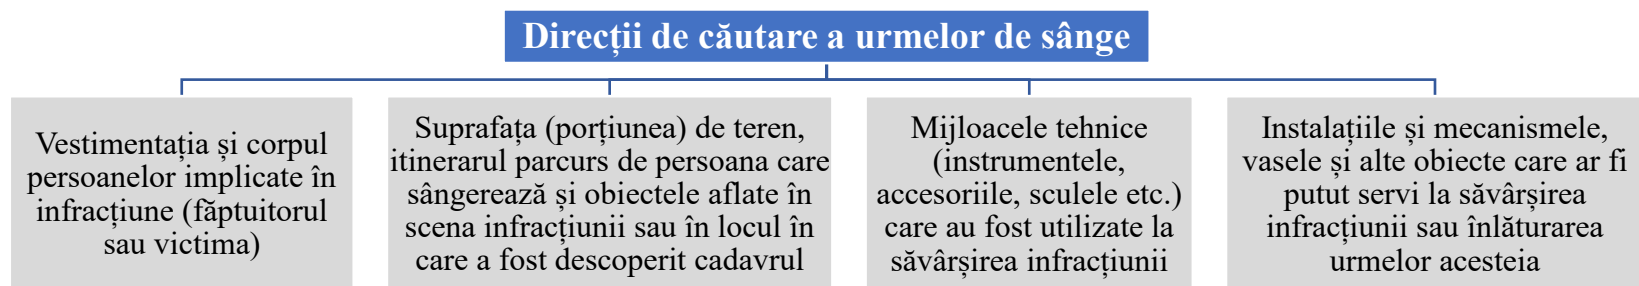 Direcții de căutare a urmelor de sânge
Vestimentația și corpul
persoanelor implicate în
infracțiune (făptuitorul
sau victima)
Suprafața (porțiunea) de teren,
itinerarul parcurs de persoana care
sângerează și obiectele aflate în
scena infracțiunii sau în locul în
care a fost descoperit cadavrul
Mijloacele tehnice
(instrumentele,
accesoriile, sculele etc.)
care au fost utilizate la
săvârșirea infracțiunii
Instalațiile și mecanismele,
vasele și alte obiecte care ar fi
putut servi la săvârșirea
infracțiunii sau înlăturarea
urmelor acesteia